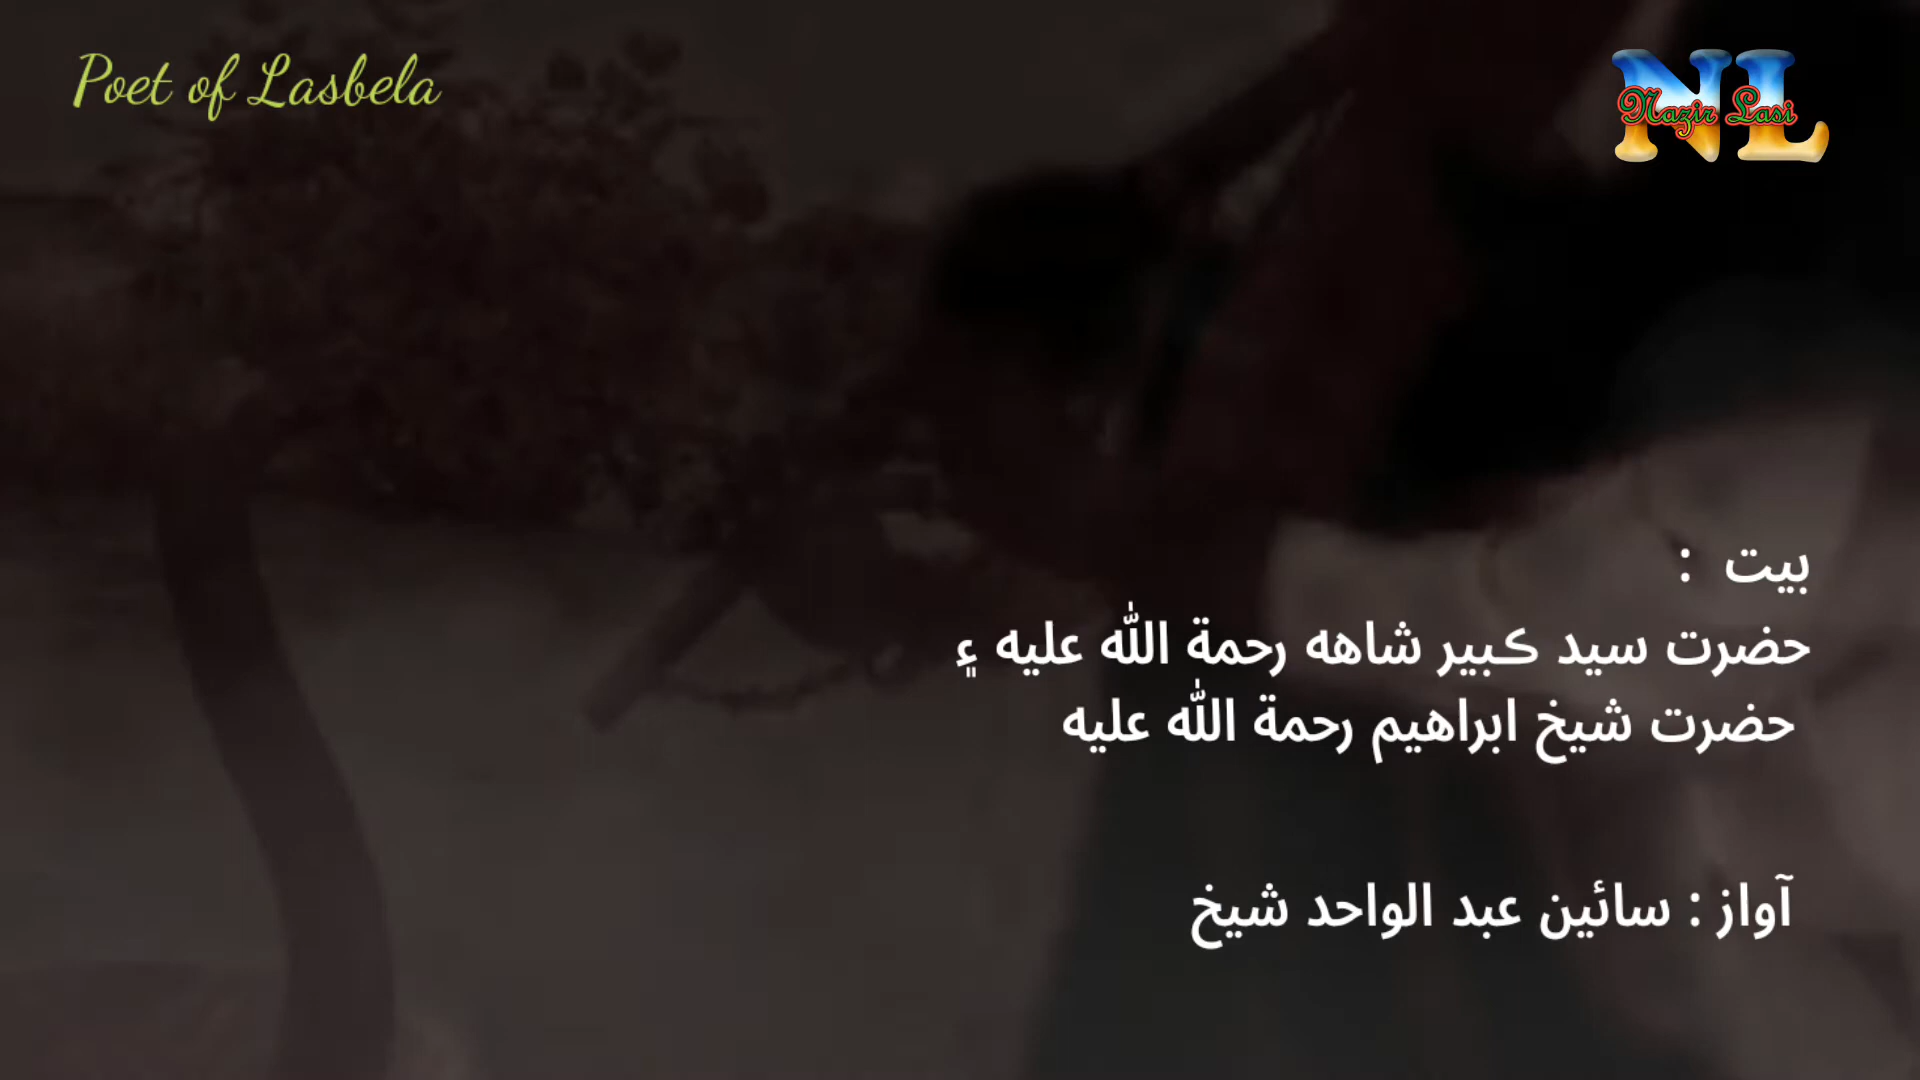 Poet of Lasbela
NL
Nazir Lasi
بيت :
حضرت سيد ڪبير شاهه رحمة الله عليه ۽
حضرت شيخ ابراهيم رحمة الله عليه
آواز : سائين عبد الواحد شيخ